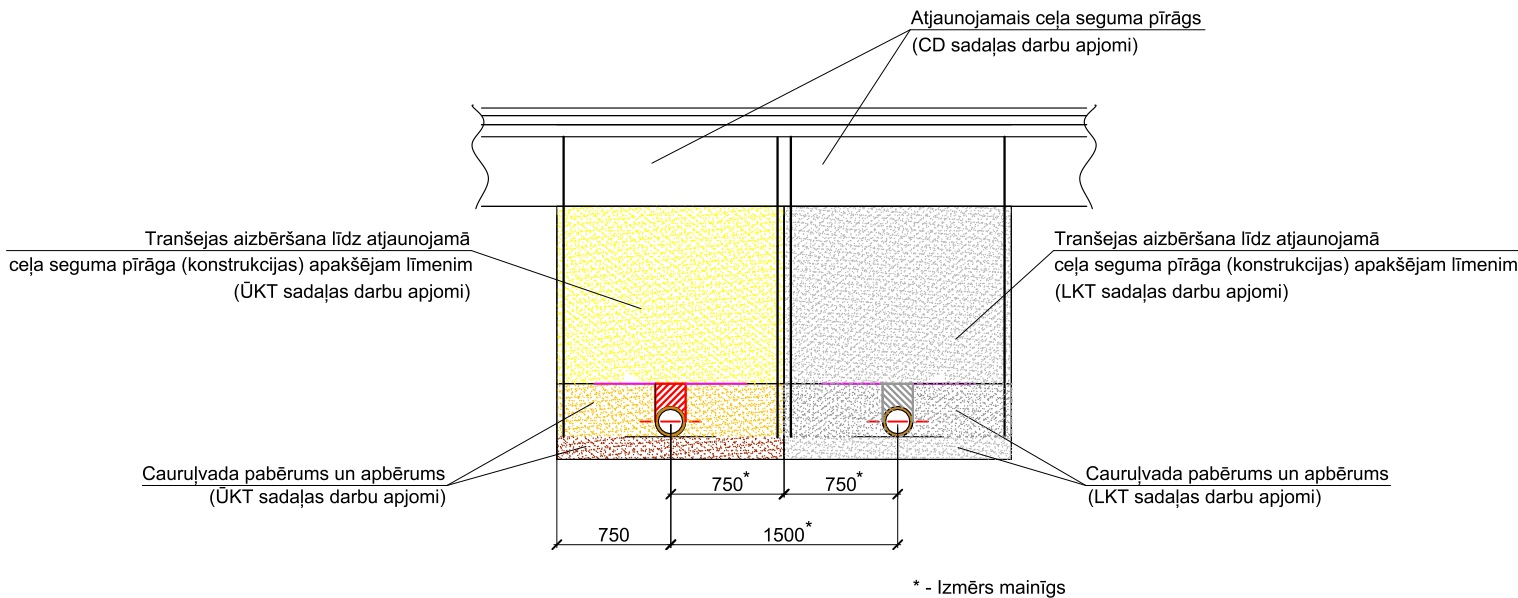 Atjaunojamais ceļa seguma pīrāgs
(CD sadaļas darbu apjomi)
Tranšejas aizbēršana līdz atjaunojamā
ceļa seguma pīrāga (konstrukcijas) apakšējam līmenim
(ŪKT sadaļas darbu apjomi)
Tranšejas aizbēršana līdz atjaunojamā
ceļa seguma pīrāga (konstrukcijas) apakšējam līmenim
(LKT sadaļas darbu apjomi)
Cauruļvada pabērums un apbērums
(ŪKT sadaļas darbu apjomi)
Cauruļvada pabērums un apbērums
(LKT sadaļas darbu apjomi)
750*
750*
750
1500*
* - Izmērs mainīgs